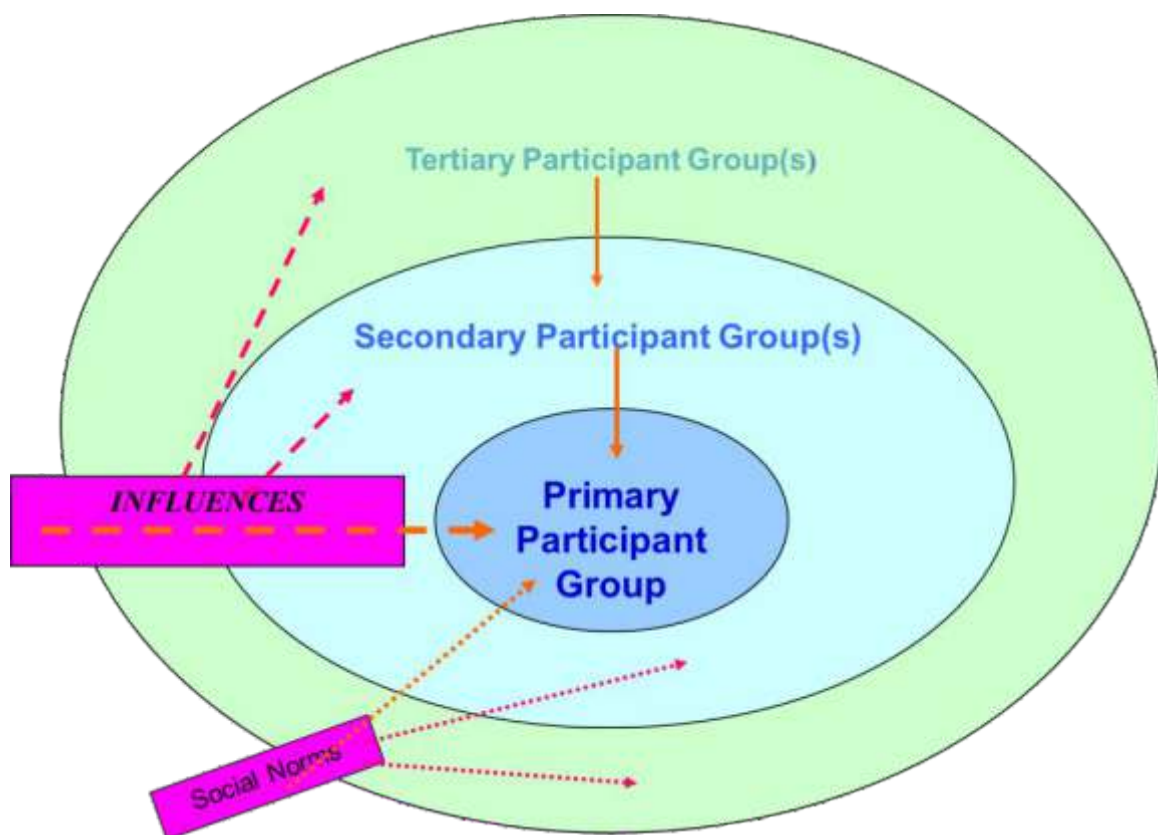 Tertiary Participant Group(s)
Secondary Participant Group(s)
INFLUENCES
Primary
Participant
Group
Social Norms